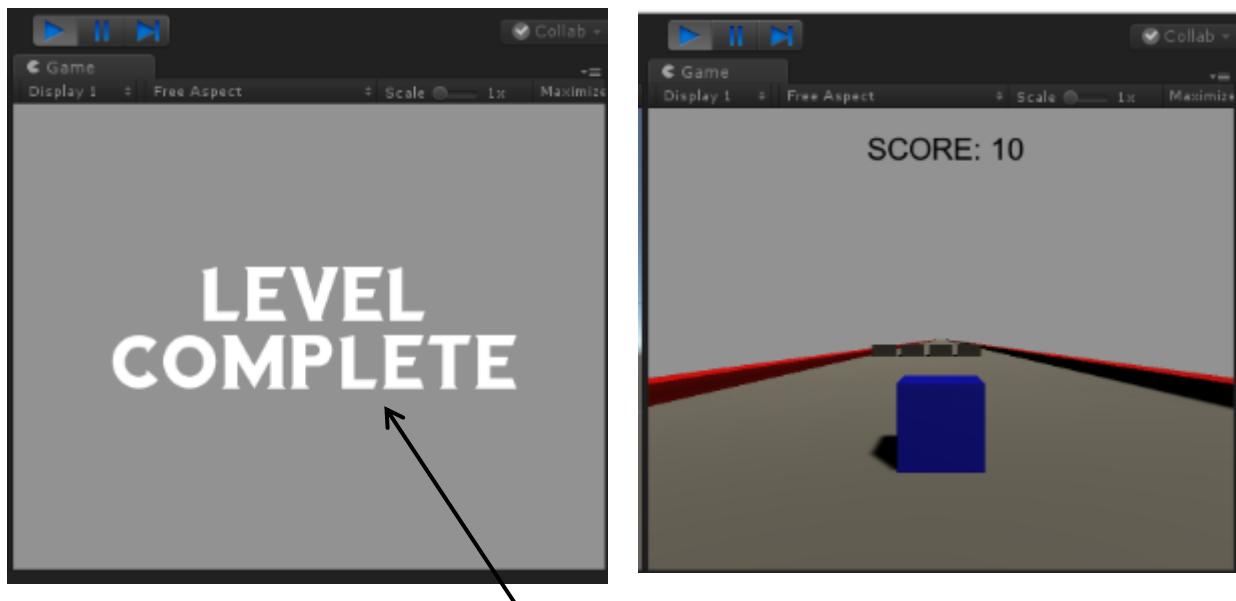 Collab
Game
Display 1 Free Aspect Scale 1x Maximize
LEVEL
COMPLETE
Collab
Game
Display 1 Free Aspect Scale 1x Maximize
SCORE: 10